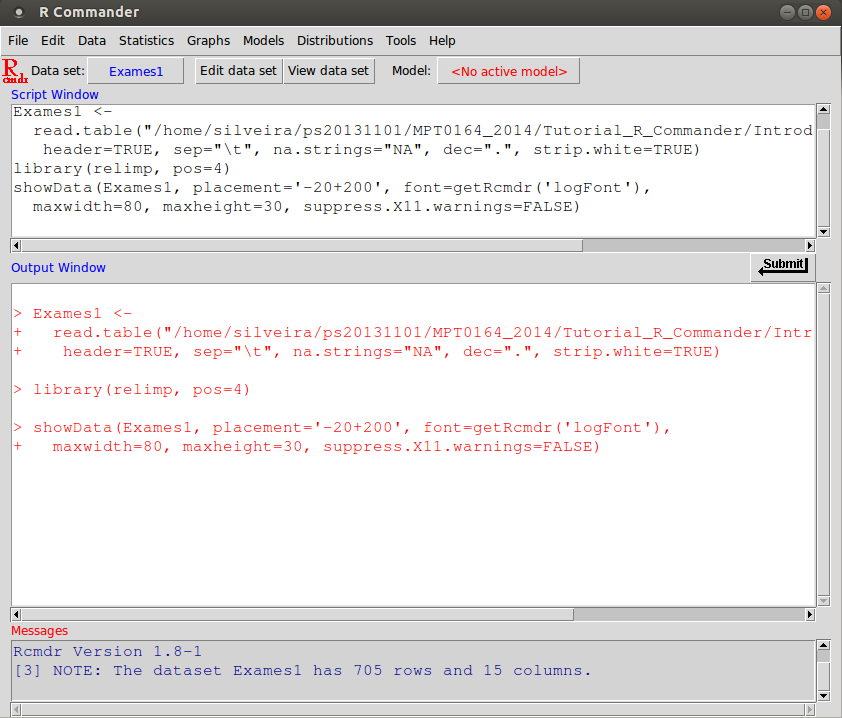 R Commander
File Edit Data Statistics Graphs Models Distributions Tools Help
R
cmdr
Data set: Exames1 Edit data set View data set Model: <No active model>
Script Window
Exames1 <-
  read.table("/home/silveira/ps20131101/MPT0164_2014/Tutorial_R_Commander/Introd
   header=TRUE, sep="\t", na.strings="NA", dec=".", strip.white=TRUE)
library(relimp, pos=4)
showData(Exames1, placement='-20+200', font=getRcmdr('logFont'),
  maxwidth=80, maxheight=30, suppress.X11.warnings=FALSE)
Output Window
Submit
> Exames1 <-
+   read.table("/home/silveira/ps20131101/MPT0164_2014/Tutorial_R_Commander/Intr
+    header=TRUE, sep="\t", na.strings="NA", dec=".", strip.white=TRUE)
> library(relimp, pos=4)
> showData(Exames1, placement='-20+200', font=getRcmdr('logFont'),
+   maxwidth=80, maxheight=30, suppress.X11.warnings=FALSE)
Messages
Rcmdr Version 1.8-1
[3] NOTE: The dataset Exames1 has 705 rows and 15 columns.